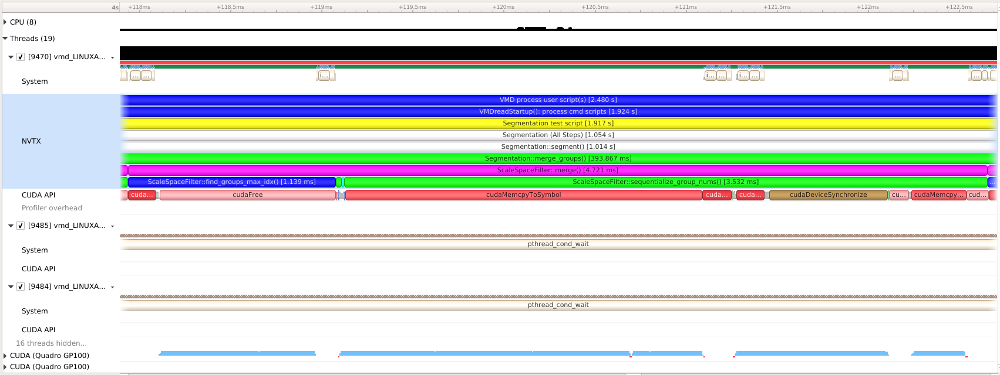 4s +118ms +118.5ms +119ms +119.5ms +120ms +120.5ms +121ms +121.5ms +122ms +122.5ms
CPU (8)
Threads (19)
[9470] vmd_LINUXA...
System ... ... i... i... ... i... ... ... ...
NVTX
VMD process user script(s) [2.480 s]
VMDreadStartup(): process cmd scripts [1.924 s]
Segmentation test script [1.917 s]
Segmentation (All Steps) [1.054 s]
Segmentation::segment() [1.014 s]
Segmentation::merge_groups() [393.867 ms]
ScaleSpaceFilter::merge() [4.721 ms] ...
ScaleSpaceFilter::find_groups_max_idx() [1.139 ms] ScaleSpaceFilter::sequentialize_group_nums() [3.532 ms] ...
CUDA API cuda... cudaFree cudaMemcpyToSymbol cuda... cuda... cudaDeviceSynchronize cu... cudaMemcpy... cud...
Profiler overhead
[9485] vmd_LINUXA...
pthread_cond_wait
System
CUDA API
[9484] vmd_LINUXA...
pthread_cond_wait
System
CUDA API
16 threads hidden...
CUDA (Quadro GP100)
CUDA (Quadro GP100)